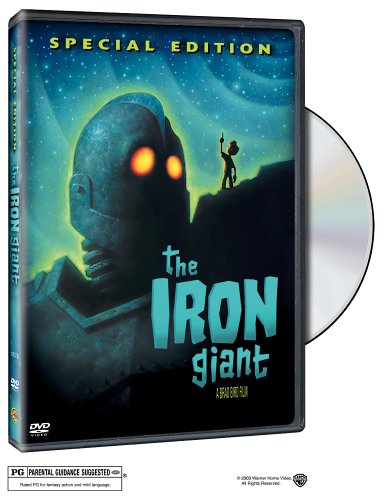 SPECIAL EDITION
SPECIAL EDITION
the IRON giant
the
IRON
giant
A BRAD BIRD FILM
DVD
VIDEO
DVD
PG PARENTAL GUIDANCE SUGGESTED
Rated PG for fantasy action and mild language.
© 2003 Warner Home Video.
All Rights Reserved.